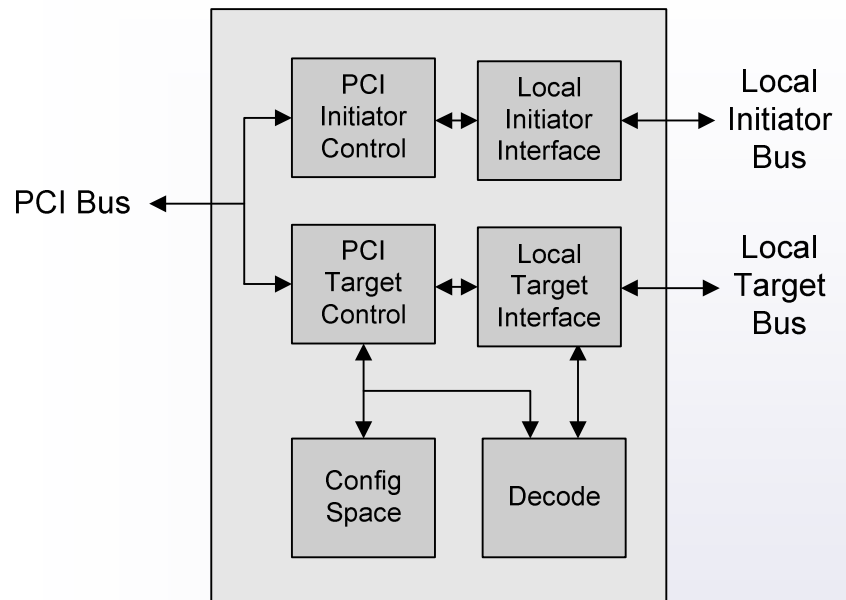 PCI Bus
PCI
Initiator
Control
Local
Initiator
Interface
Local
Initiator
Bus
PCI
Target
Control
Local
Target
Interface
Local
Target
Bus
Config
Space
Decode